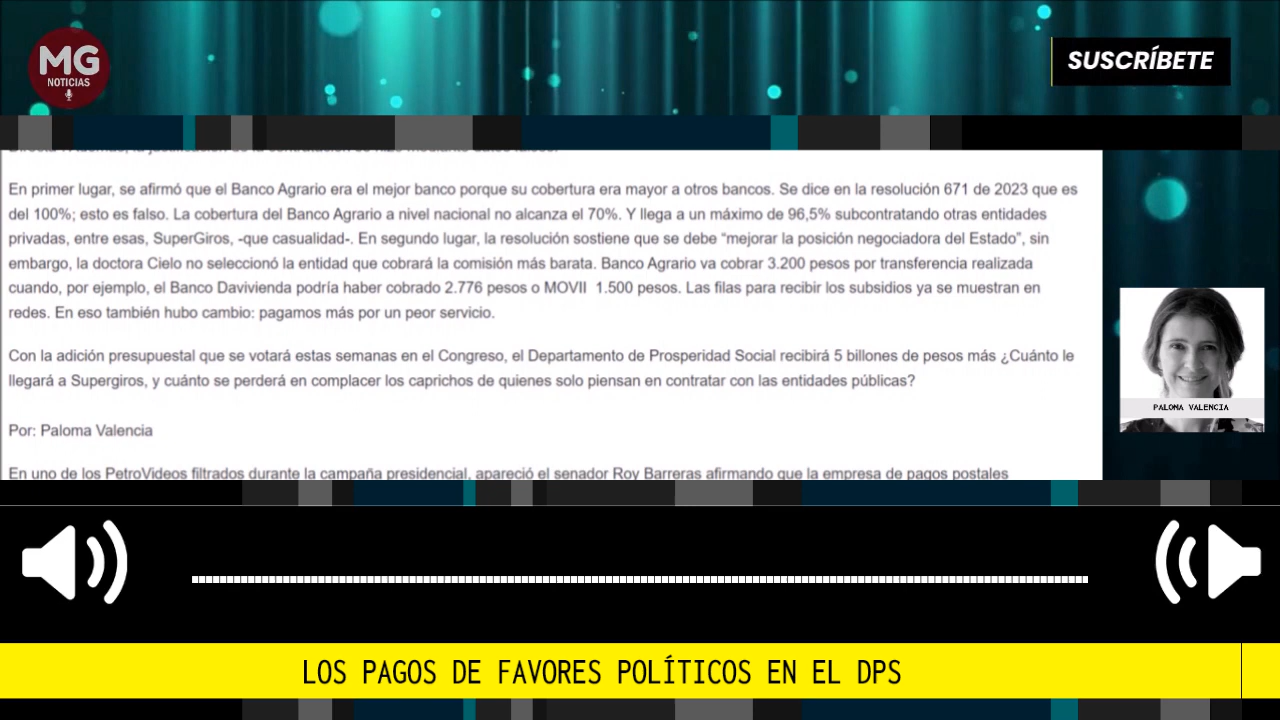 MG
NOTICIAS
SUSCRÍBETE
En primer lugar, se afirmó que el Banco Agrario era el mejor banco porque su cobertura era mayor a otros bancos. Se dice en la resolución 671 de 2023 que es
del 100%; esto es falso. La cobertura del Banco Agrario a nivel nacional no alcanza el 70%. Y llega a un máximo de 96,5% subcontratando otras entidades
privadas, entre esas, SuperGiros, -que casualidad-. En segundo lugar, la resolución sostiene que se debe “mejorar la posición negociadora del Estado”, sin
embargo, la doctora Cielo no seleccionó la entidad que cobrará la comisión más barata. Banco Agrario va cobrar 3.200 pesos por transferencia realizada
cuando, por ejemplo, el Banco Davivienda podría haber cobrado 2.776 pesos o MOVII 1.500 pesos. Las filas para recibir los subsidios ya se muestran en
redes. En eso también hubo cambio: pagamos más por un peor servicio.
Con la adición presupuestal que se votará estas semanas en el Congreso, el Departamento de Prosperidad Social recibirá 5 billones de pesos más ¿Cuánto le
llegará a Supergiros, y cuánto se perderá en complacer los caprichos de quienes solo piensan en contratar con las entidades públicas?
Por: Paloma Valencia
En uno de los PetroVideos filtrados durante la campaña presidencial, apareció el senador Roy Barreras afirmando que la empresa de pagos postales
PALOMA VALENCIA
LOS PAGOS DE FAVORES POLÍTICOS EN EL DPS